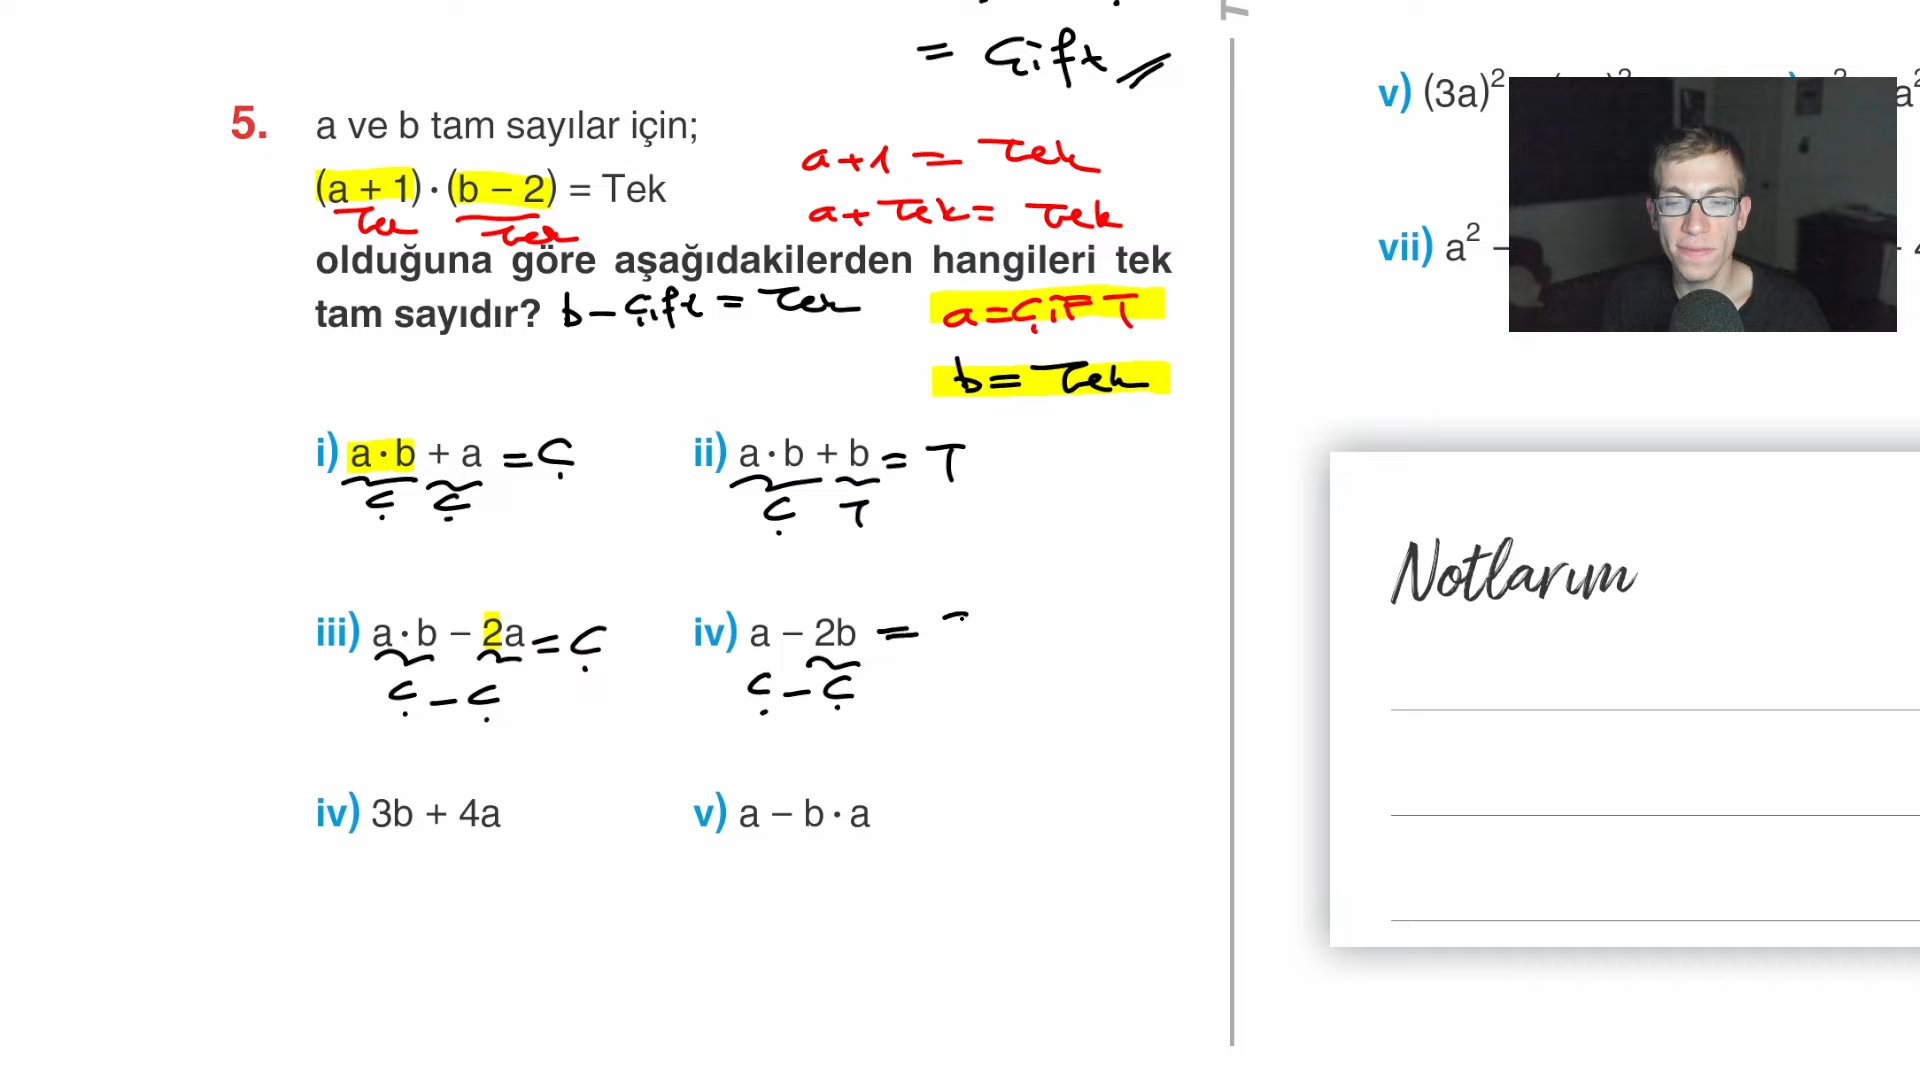 = Çift //
5. a ve b tam sayılar için;
(a + 1) · (b − 2) = Tek
Tek Tek
a+1 = Tek
a+Tek = Tek
olduğuna göre aşağıdakilerden hangileri tek
tam sayıdır?
b − Çift = Tek
a = ÇİFT
b = Tek
i) a · b + a = Ç
Ç Ç
ii) a · b + b = T
Ç T
iii) a · b − 2a = Ç
Ç − Ç
iv) a − 2b =
Ç − Ç
iv) 3b + 4a
v) a − b · a
v) (3a)²
vii) a² −
Notlarım